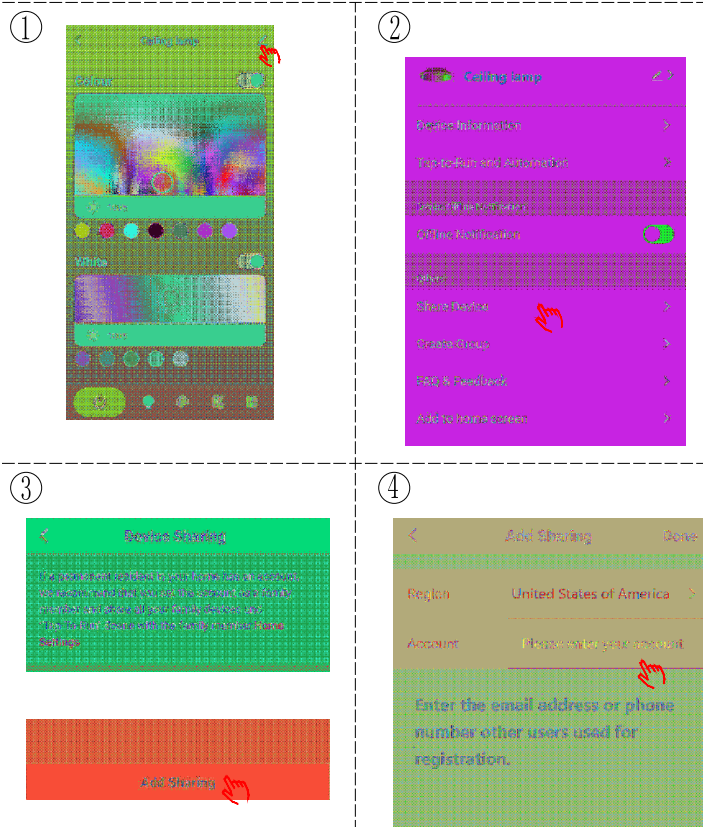 ①
Ceiling lamp
Colour
White
②
Ceiling lamp
Device Information
Tap-to-Run and Automation
Offline Notification
Share Device
Create Group
FAQ & Feedback
Add to home screen
③
Device Sharing
Settings
Add Sharing
④
Add Sharing Done
Region United States of America
Account Please enter your account
Enter the email address or phone
number other users used for
registration.